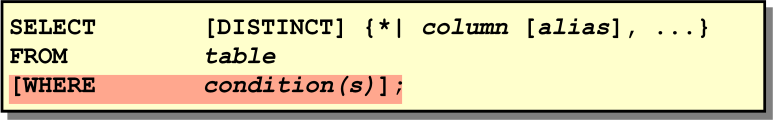 SELECT [DISTINCT] {*| column [alias], ...}
FROM table
[WHERE condition(s)];